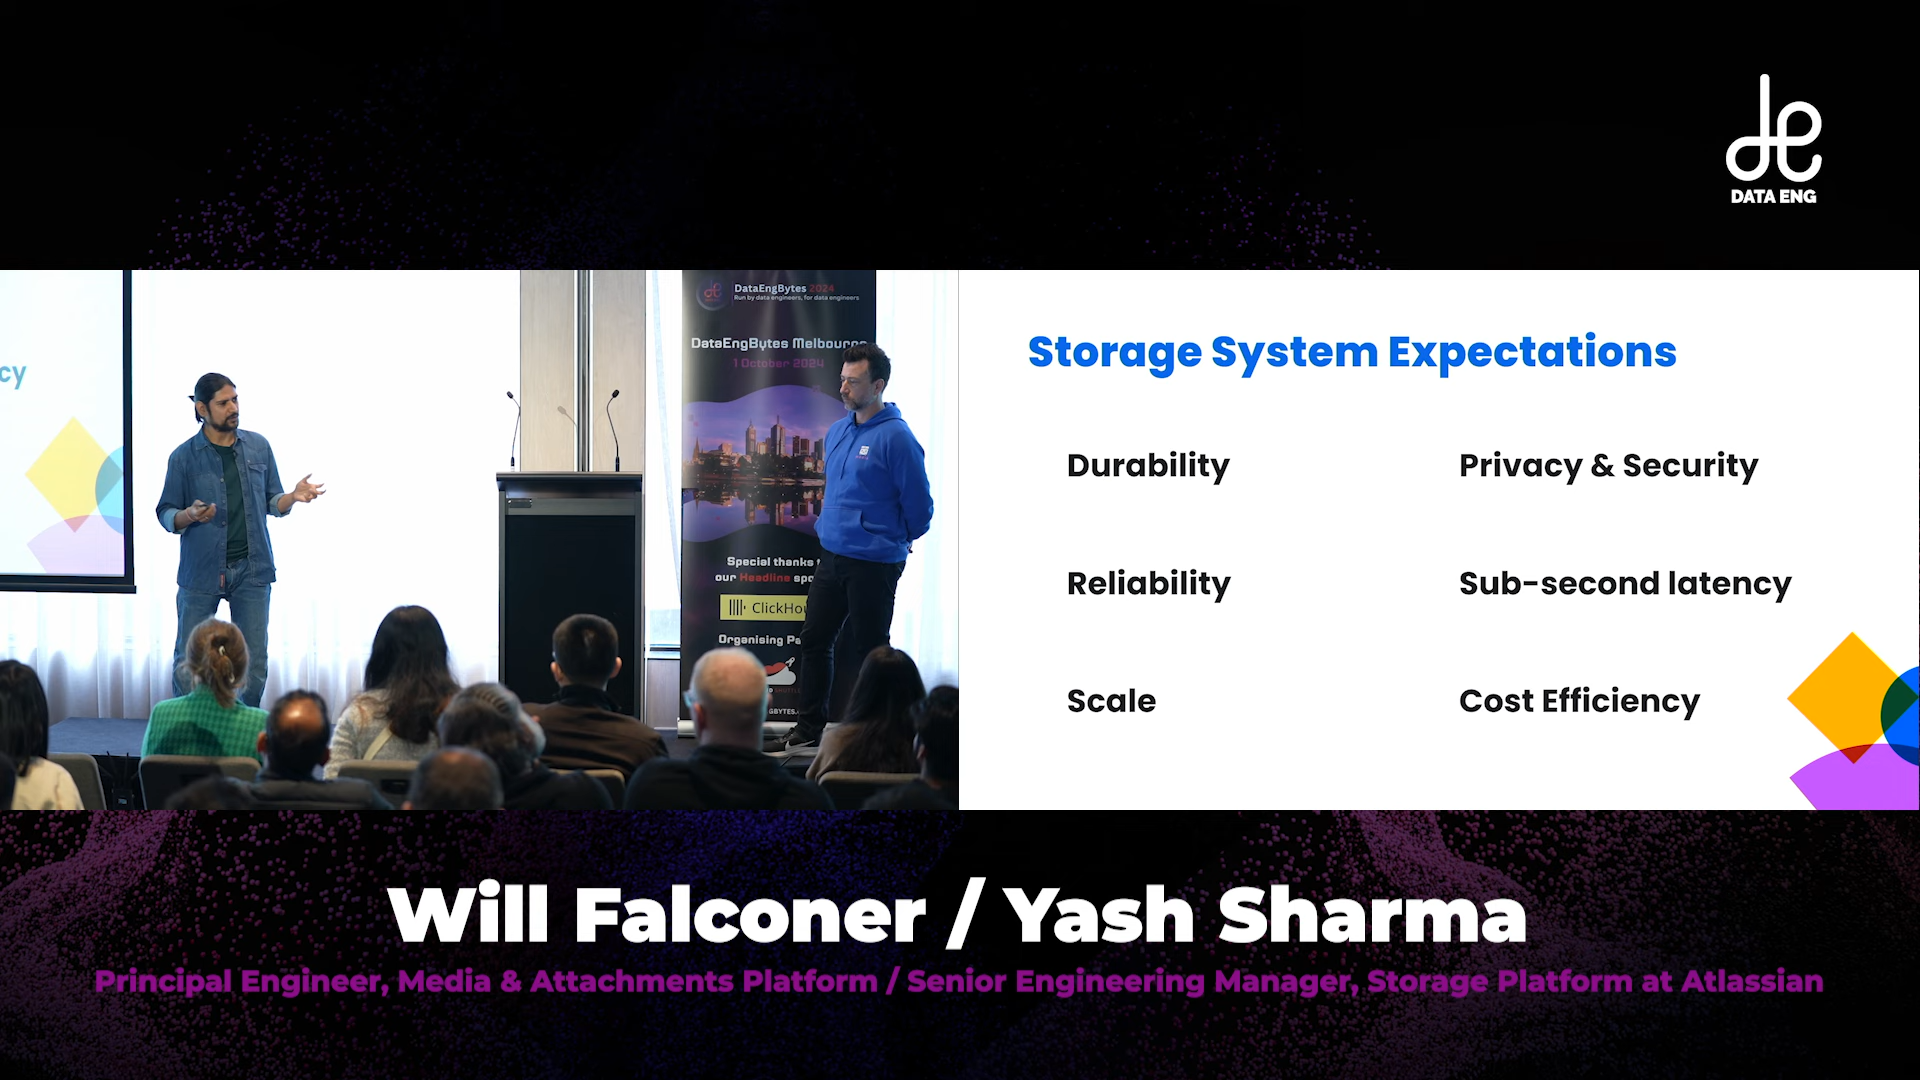 DATA ENG
cy
DataEngBytes 2024
Run by data engineers, for data engineers
DataEngBytes Melbourne
1 October 2024
Special thanks
our Headline
ClickHou
Organising Pa
Storage System Expectations
Durability
Privacy & Security
Reliability
Sub-second latency
Scale
Cost Efficiency
Will Falconer / Yash Sharma
Principal Engineer, Media & Attachments Platform / Senior Engineering Manager, Storage Platform at Atlassian